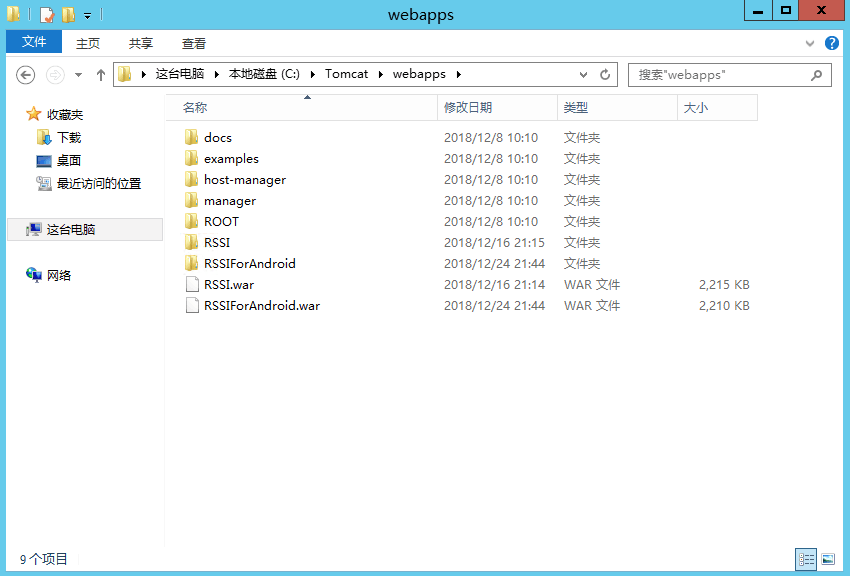 webapps
文件 主页 共享 查看
这台电脑 本地磁盘 (C:) Tomcat webapps 搜索"webapps"
收藏夹
下载
桌面
最近访问的位置
这台电脑
网络
名称 修改日期 类型 大小
docs 2018/12/8 10:10 文件夹
examples 2018/12/8 10:10 文件夹
host-manager 2018/12/8 10:10 文件夹
manager 2018/12/8 10:10 文件夹
ROOT 2018/12/8 10:10 文件夹
RSSI 2018/12/16 21:15 文件夹
RSSIForAndroid 2018/12/24 21:44 文件夹
RSSI.war 2018/12/16 21:14 WAR 文件 2,215 KB
RSSIForAndroid.war 2018/12/24 21:44 WAR 文件 2,210 KB
9 个项目